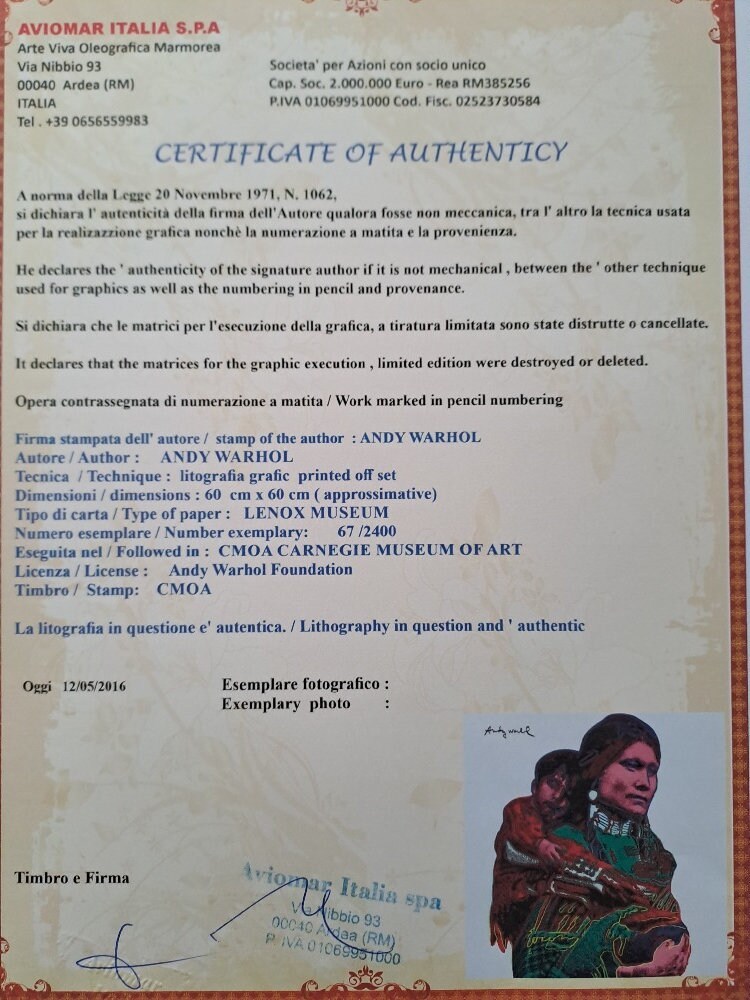 AVIOMAR ITALIA S.P.A
Arte Viva Oleografica Marmorea
Via Nibbio 93
00040 Ardea (RM)
ITALIA
Tel . +39 0656559983
Societa' per Azioni con socio unico
Cap. Soc. 2.000.000 Euro - Rea RM385256
P.IVA 01069951000 Cod. Fisc. 02523730584
CERTIFICATE OF AUTHENTICY
A norma della Legge 20 Novembre 1971, N. 1062,
si dichiara l' autenticità della firma dell'Autore qualora fosse non meccanica, tra l' altro la tecnica usata
per la realizazzione grafica nonchè la numerazione a matita e la provenienza.
He declares the ' authenticity of the signature author if it is not mechanical , between the ' other technique
used for graphics as well as the numbering in pencil and provenance.
Si dichiara che le matrici per l'esecuzione della grafica, a tiratura limitata sono state distrutte o cancellate.
It declares that the matrices for the graphic execution , limited edition were destroyed or deleted.
Opera contrassegnata di numerazione a matita / Work marked in pencil numbering
Firma stampata dell' autore / stamp of the author : ANDY WARHOL
Autore / Author : ANDY WARHOL
Tecnica / Technique : litografia grafic printed off set
Dimensioni / dimensions : 60 cm x 60 cm ( approssimative)
Tipo di carta / Type of paper : LENOX MUSEUM
Numero esemplare / Number exemplary: 67 /2400
Eseguita nel / Followed in : CMOA CARNEGIE MUSEUM OF ART
Licenza / License : Andy Warhol Foundation
Timbro / Stamp: CMOA
La litografia in questione e' autentica. / Lithography in question and ' authentic
Oggi 12/05/2016
Esemplare fotografico :
Exemplary photo :
Andy Warhol
Timbro e Firma
Aviomar Italia spa
Via Nibbio 93
00040 Ardea (RM)
P. IVA 01069951000